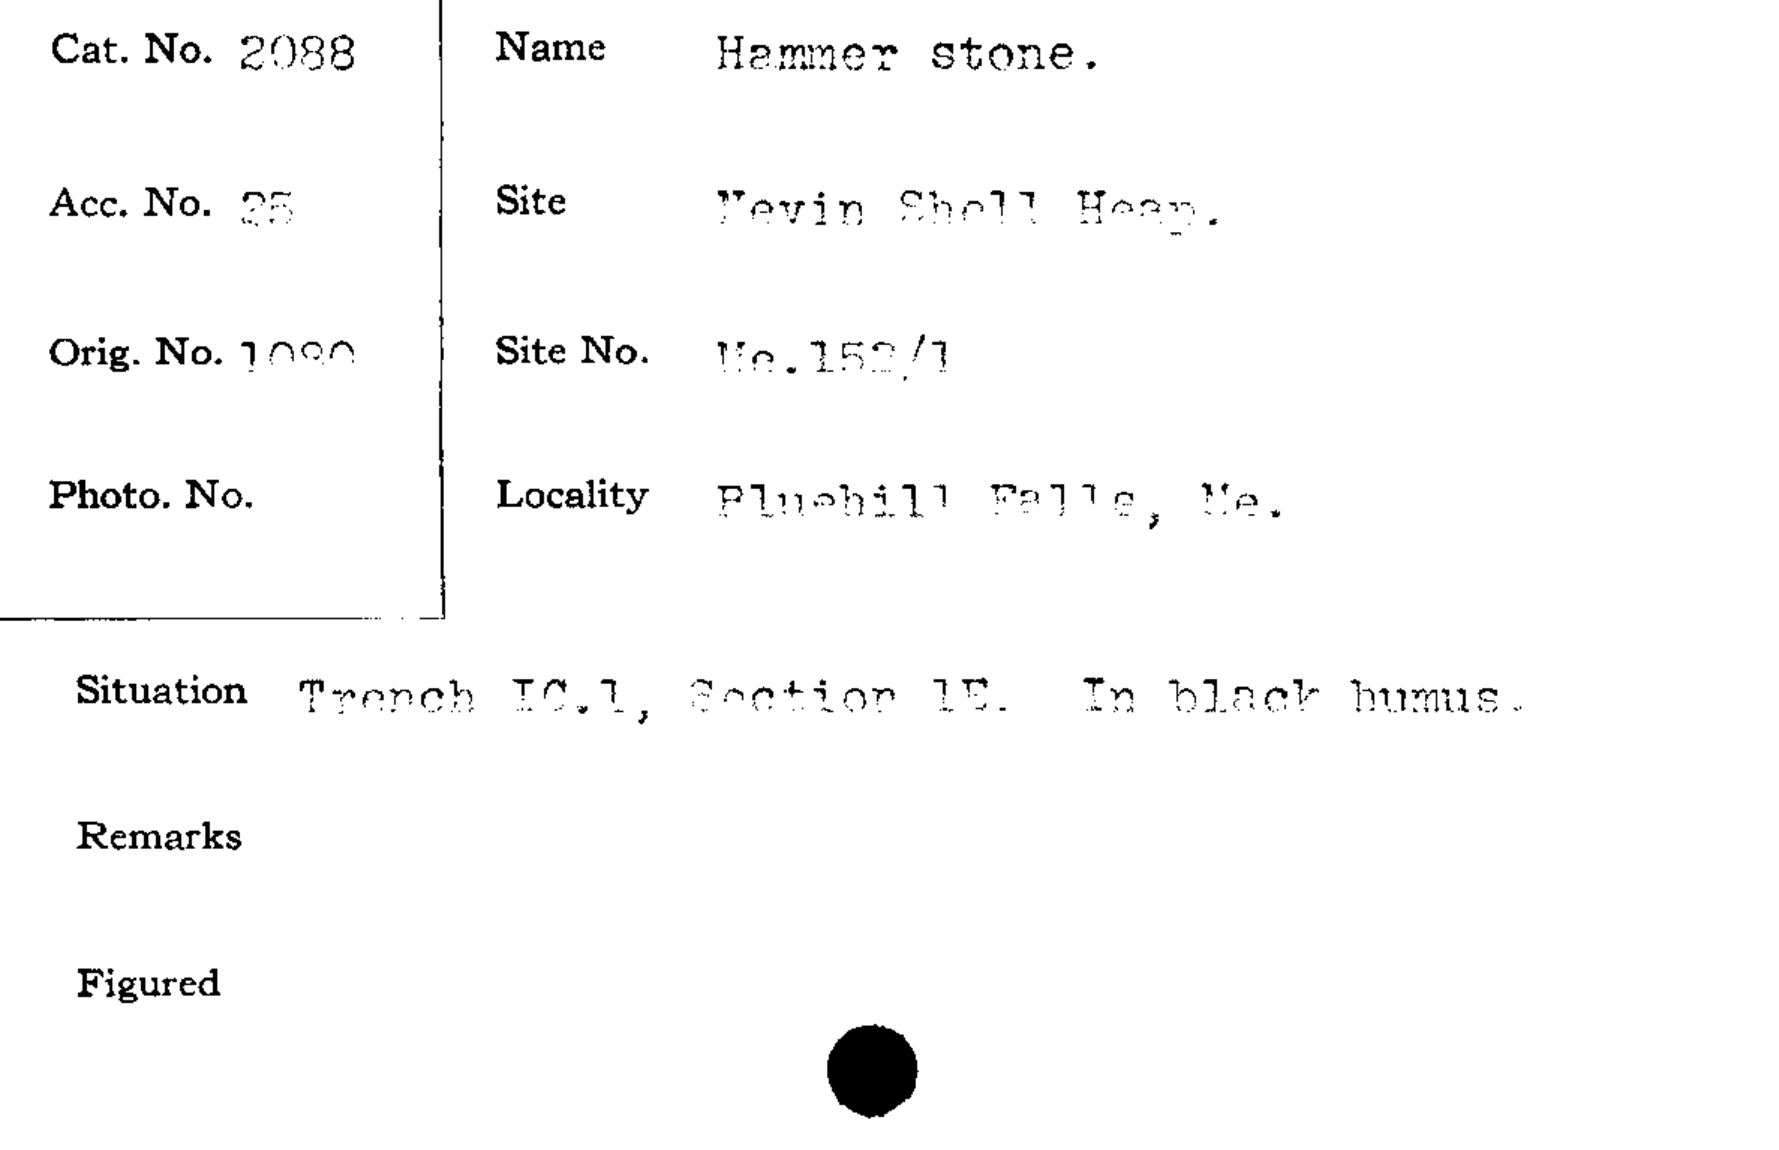 Cat. No. 2088
Name Hammer stone.
Acc. No. 25
Site Nevin Shell Heap.
Orig. No.
Site No. Me.152/1
Photo. No.
Locality Bluehill Falls, Me.
Situation Trench IC.1, Section 1E. In black humus.
Remarks
Figured